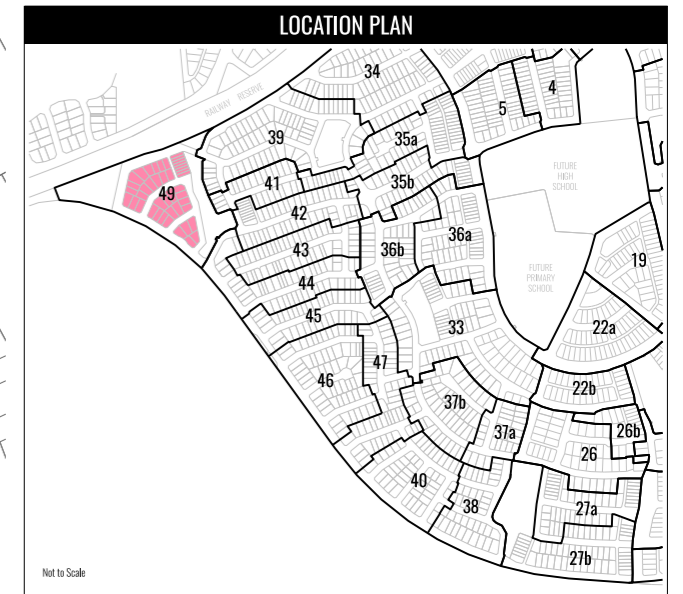 LOCATION PLAN
34
4
5
RAILWAY RESERVE
39
35a
FUTURE
HIGH
SCHOOL
41
35b
49
42
36a
43
36b
19
44
FUTURE
PRIMARY
SCHOOL
45
33
22a
47
46
22b
37b
26b
37a
26
40
38
27a
27b
Not to Scale